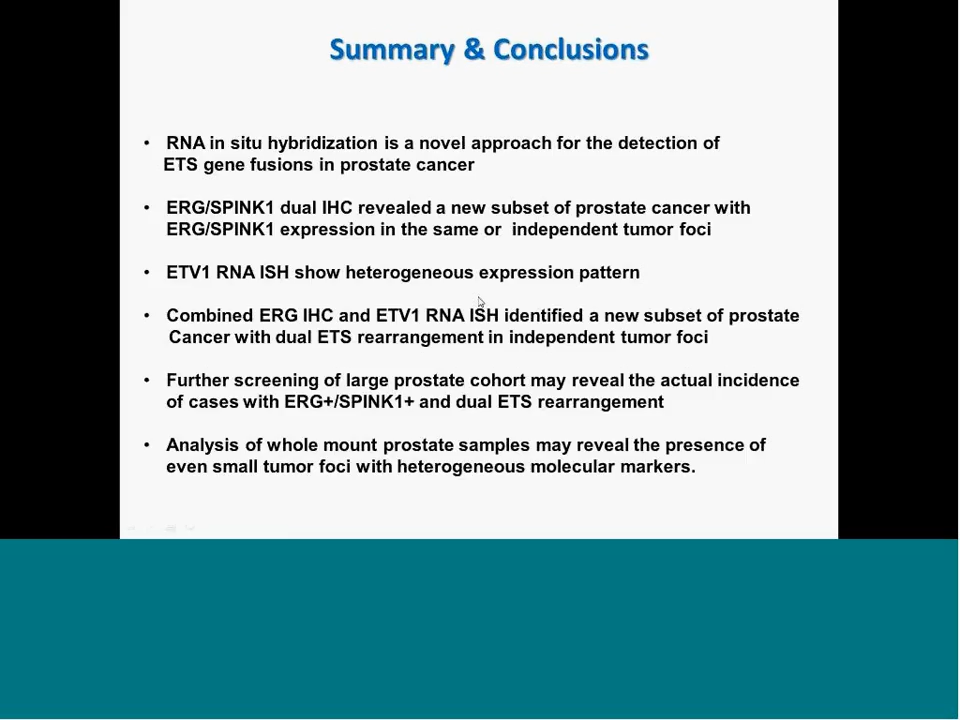 Summary & Conclusions
• RNA in situ hybridization is a novel approach for the detection of
ETS gene fusions in prostate cancer
• ERG/SPINK1 dual IHC revealed a new subset of prostate cancer with
ERG/SPINK1 expression in the same or independent tumor foci
• ETV1 RNA ISH show heterogeneous expression pattern
• Combined ERG IHC and ETV1 RNA ISH identified a new subset of prostate
Cancer with dual ETS rearrangement in independent tumor foci
• Further screening of large prostate cohort may reveal the actual incidence
of cases with ERG+/SPINK1+ and dual ETS rearrangement
• Analysis of whole mount prostate samples may reveal the presence of
even small tumor foci with heterogeneous molecular markers.